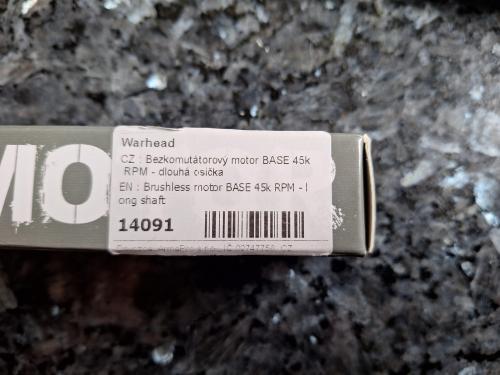 Warhead
CZ : Bezkomutátorový motor BASE 45k
RPM - dlouhá osička
EN : Brushless motor BASE 45k RPM - l
ong shaft
14091
MO